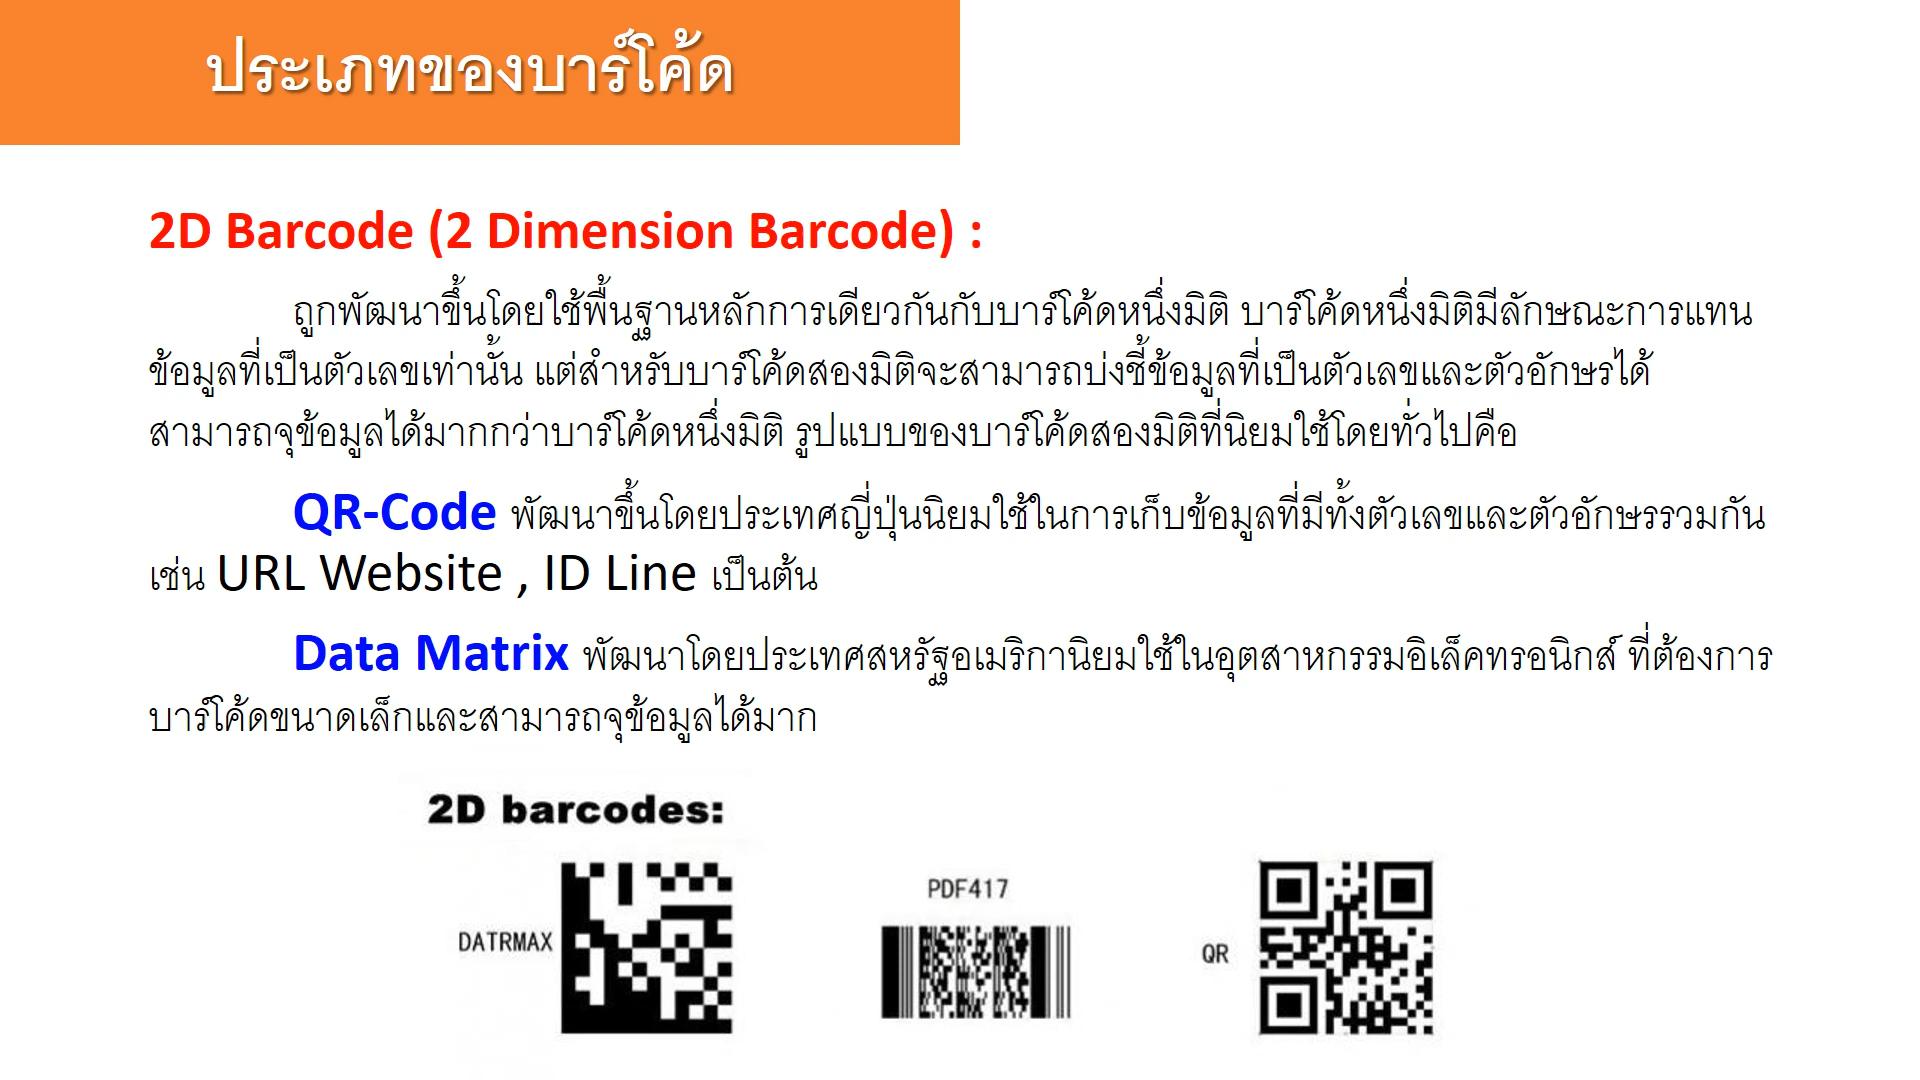 ประเภทของบาร์โค้ด
2D Barcode (2 Dimension Barcode) :
ถูกพัฒนาขึ้นโดยใช้พื้นฐานหลักการเดียวกันกับบาร์โค้ดหนึ่งมิติ บาร์โค้ดหนึ่งมิติมีลักษณะการแทน
ข้อมูลที่เป็นตัวเลขเท่านั้น แต่สำหรับบาร์โค้ดสองมิติจะสามารถบ่งชี้ข้อมูลที่เป็นตัวเลขและตัวอักษรได้
สามารถจุข้อมูลได้มากกว่าบาร์โค้ดหนึ่งมิติ รูปแบบของบาร์โค้ดสองมิติที่นิยมใช้โดยทั่วไปคือ
QR-Code พัฒนาขึ้นโดยประเทศญี่ปุ่นนิยมใช้ในการเก็บข้อมูลที่มีทั้งตัวเลขและตัวอักษรรวมกัน
เช่น URL Website , ID Line เป็นต้น
Data Matrix พัฒนาโดยประเทศสหรัฐอเมริกานิยมใช้ในอุตสาหกรรมอิเล็คทรอนิกส์ ที่ต้องการ
บาร์โค้ดขนาดเล็กและสามารถจุข้อมูลได้มาก
2D barcodes:
DATRMAX
PDF417
QR